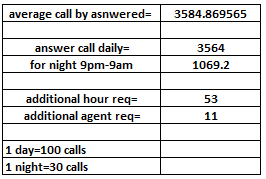 average call by asnwered= 3584.869565
answer call daily= 3564
for night 9pm-9am 1069.2
additional hour req= 53
additional agent req= 11
1 day=100 calls
1 night=30 calls